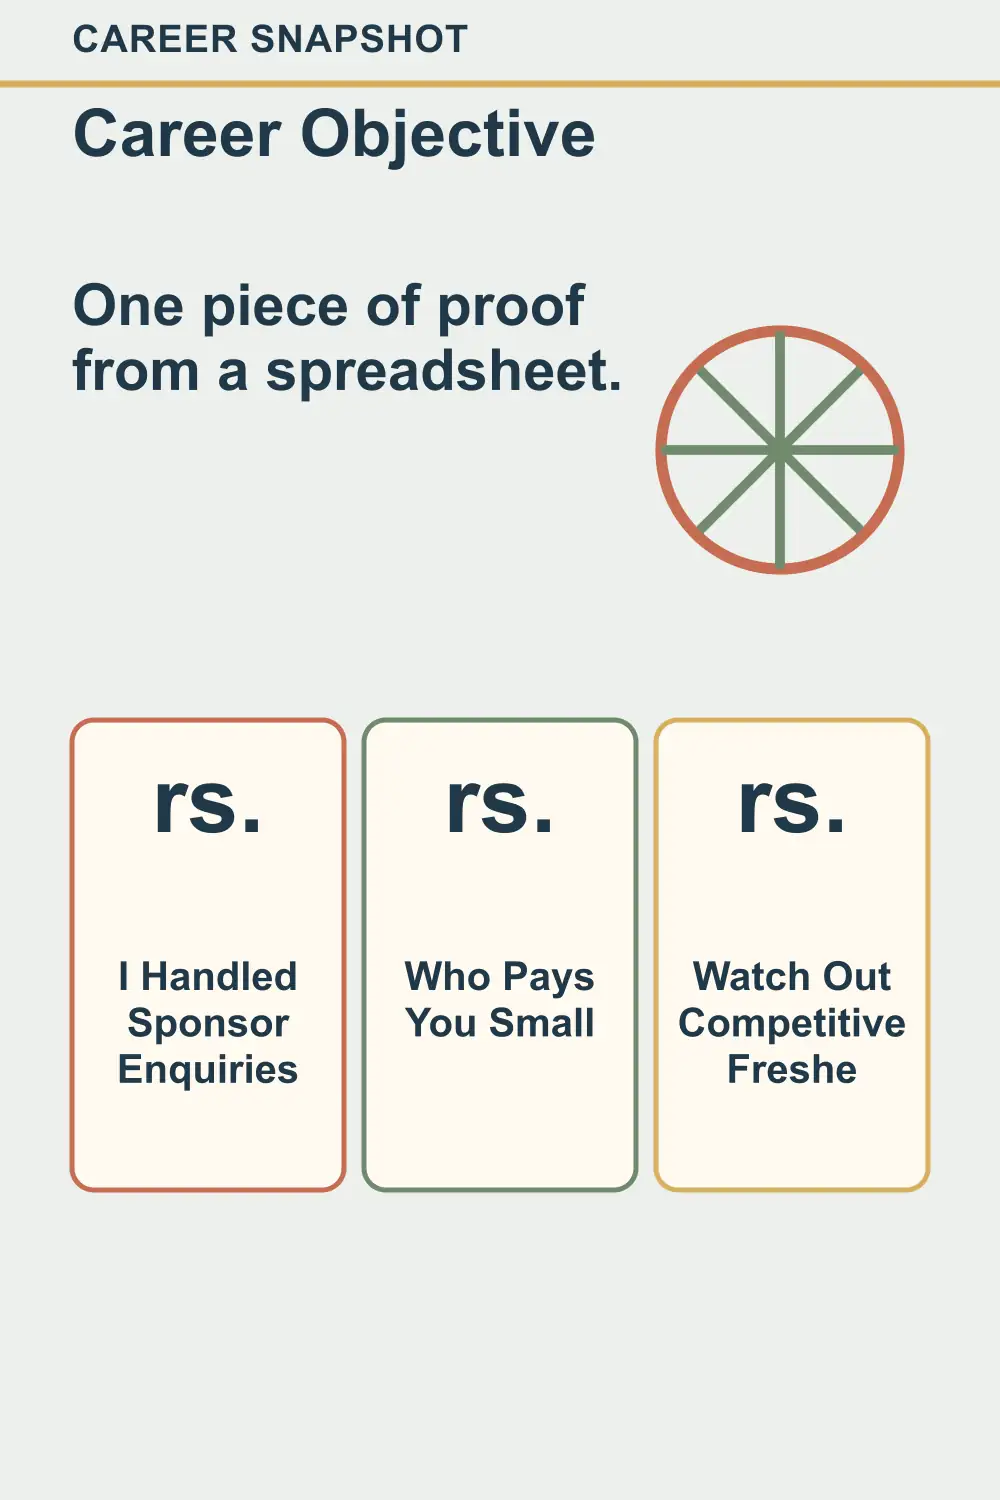 CAREER SNAPSHOT
Career Objective
One piece of proof
from a spreadsheet.
rs.
I Handled
Sponsor
Enquiries
rs.
Who Pays
You Small
rs.
Watch Out
Competitive
Freshe